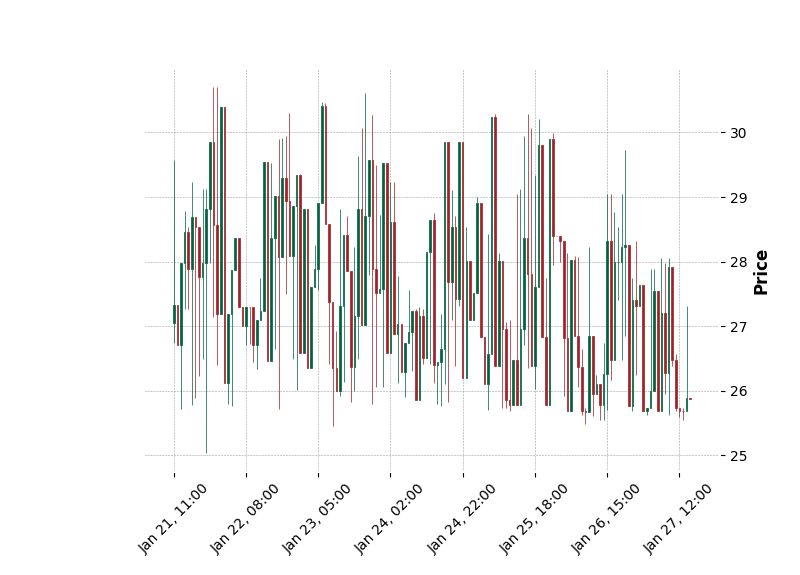 30
29
28
27
26
25
Price
Jan 21, 11:00
Jan 22, 08:00
Jan 23, 05:00
Jan 24, 02:00
Jan 24, 22:00
Jan 25, 18:00
Jan 26, 15:00
Jan 27, 12:00